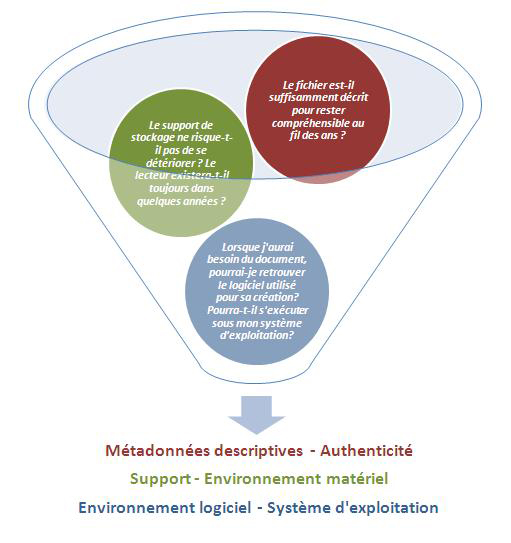 Le fichier est-il
suffisamment décrit
pour rester
compréhensible au
fil des ans ?
Le support de
stockage ne risque-t-
il pas de se
détériorer ? Le
lecteur existera-t-il
toujours dans
quelques années ?
Lorsque j'aurai
besoin du document,
pourrai-je retrouver
le logiciel utilisé
pour sa création?
Pourra-t-il s'exécuter
sous mon système
d'exploitation?
Métadonnées descriptives - Authenticité
Support - Environnement matériel
Environnement logiciel - Système d'exploitation